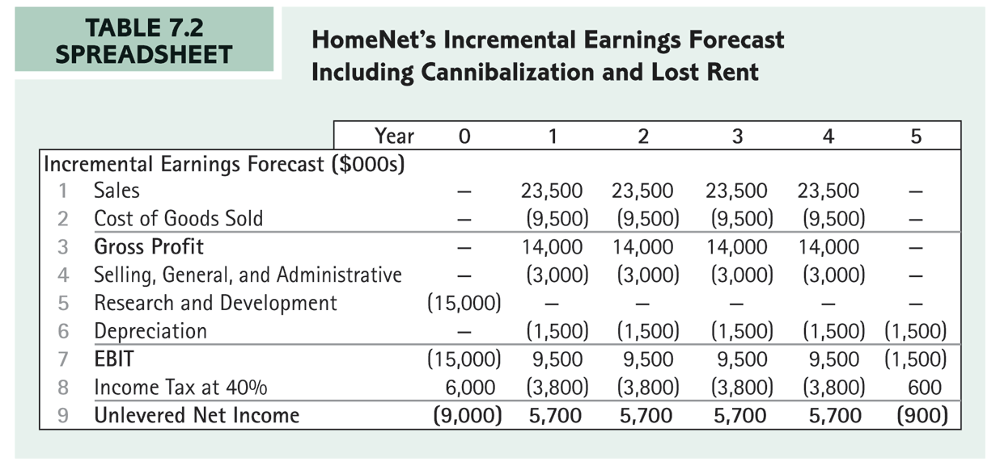 TABLE 7.2
SPREADSHEET
HomeNet's Incremental Earnings Forecast
Including Cannibalization and Lost Rent
Year 0 1 2 3 4 5
Incremental Earnings Forecast ($000s)
1 Sales — 23,500 23,500 23,500 23,500 —
2 Cost of Goods Sold — (9,500) (9,500) (9,500) (9,500) —
3 Gross Profit — 14,000 14,000 14,000 14,000 —
4 Selling, General, and Administrative — (3,000) (3,000) (3,000) (3,000) —
5 Research and Development (15,000) — — — — —
6 Depreciation — (1,500) (1,500) (1,500) (1,500) (1,500)
7 EBIT (15,000) 9,500 9,500 9,500 9,500 (1,500)
8 Income Tax at 40% 6,000 (3,800) (3,800) (3,800) (3,800) 600
9 Unlevered Net Income (9,000) 5,700 5,700 5,700 5,700 (900)